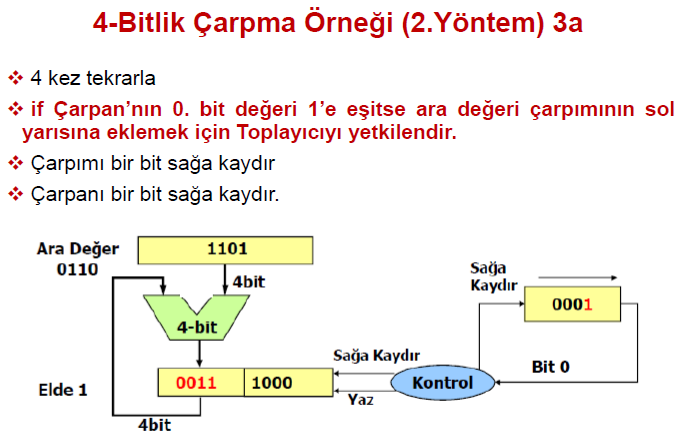 4-Bitlik Çarpma Örneği (2.Yöntem) 3a
❖ 4 kez tekrarla
❖ if Çarpan’nın 0. bit değeri 1’e eşitse ara değeri çarpımının sol
yarısına eklemek için Toplayıcıyı yetkilendir.
❖ Çarpımı bir bit sağa kaydır
❖ Çarpanı bir bit sağa kaydır.
Ara Değer
0110
1101
4bit
4-bit
Sağa
Kaydır
0001
Sağa Kaydır
Bit 0
Elde 1
0011
1000
Kontrol
Yaz
4bit